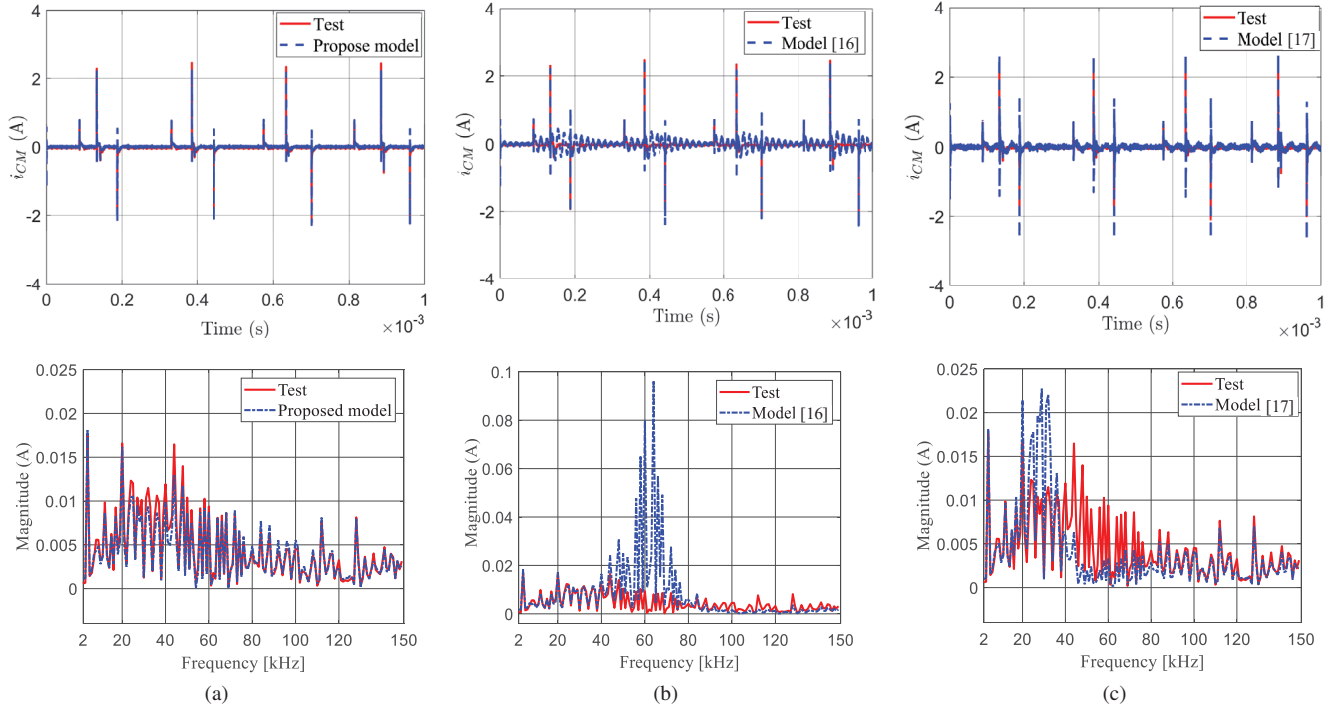 4
2
0
-2
-4
0
0.2
0.4
0.6
0.8
1
i_CM (A)
Time (s)
×10⁻³
Test
Propose model
4
2
0
-2
-4
0
0.2
0.4
0.6
0.8
1
i_CM (A)
Time (s)
×10⁻³
Test
Model [16]
4
2
0
-2
-4
0
0.2
0.4
0.6
0.8
1
i_CM (A)
Time (s)
×10⁻³
Test
Model [17]
0.025
0.02
0.015
0.01
0.005
0
2
20
40
60
80
100
120
150
Magnitude (A)
Frequency [kHz]
Test
Proposed model
(a)
0.1
0.08
0.06
0.04
0.02
0
2
20
40
60
80
100
120
150
Magnitude (A)
Frequency [kHz]
Test
Model [16]
(b)
0.025
0.02
0.015
0.01
0.005
0
2
20
40
60
80
100
120
150
Magnitude (A)
Frequency [kHz]
Test
Model [17]
(c)